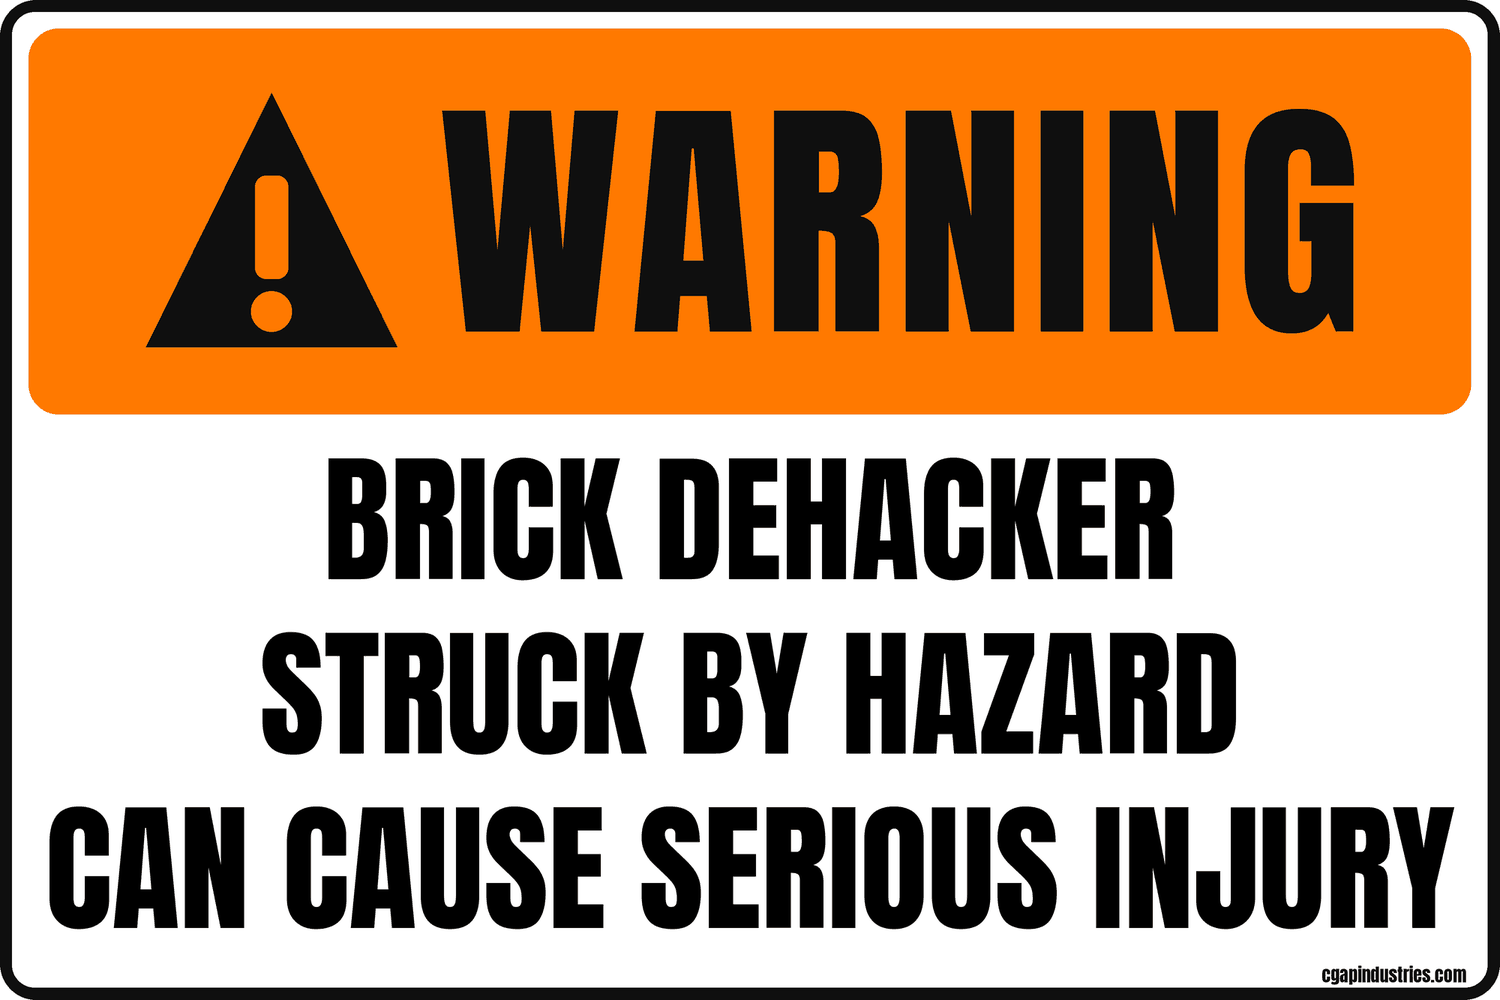 WARNING
BRICK DEHACKER
STRUCK BY HAZARD
CAN CAUSE SERIOUS INJURY
cgapindustries.com